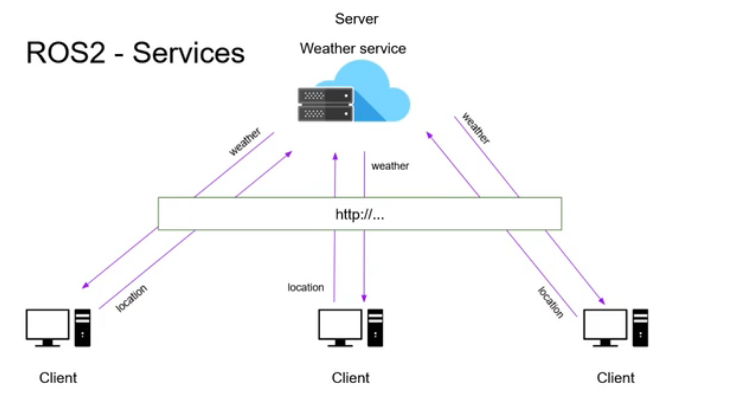 Server
ROS2 - Services
Weather service
weather
weather
weather
http://...
location
location
location
Client
Client
Client